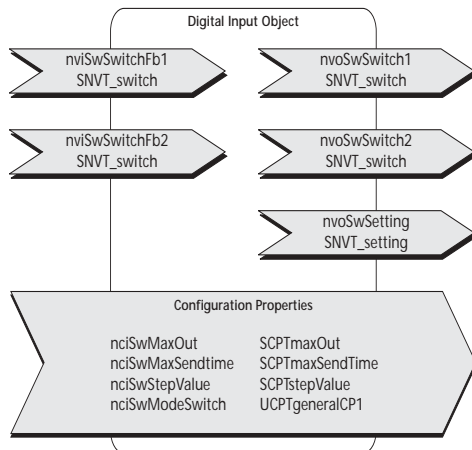 Digital Input Object
nviSwSwitchFb1
SNVT_switch
nvoSwSwitch1
SNVT_switch
nviSwSwitchFb2
SNVT_switch
nvoSwSwitch2
SNVT_switch
nvoSwSetting
SNVT_setting
Configuration Properties
nciSwMaxOut SCPTmaxOut
nciSwMaxSendtime SCPTmaxSendTime
nciSwStepValue SCPTstepValue
nciSwModeSwitch UCPTgeneralCP1